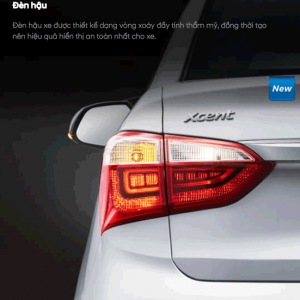 Đèn hậu
Đèn hậu xe được thiết kế dạng vòng xoáy đầy tính thẩm mỹ, đồng thời tạo
nên hiệu quả hiển thị an toàn nhất cho xe.
New
xcent